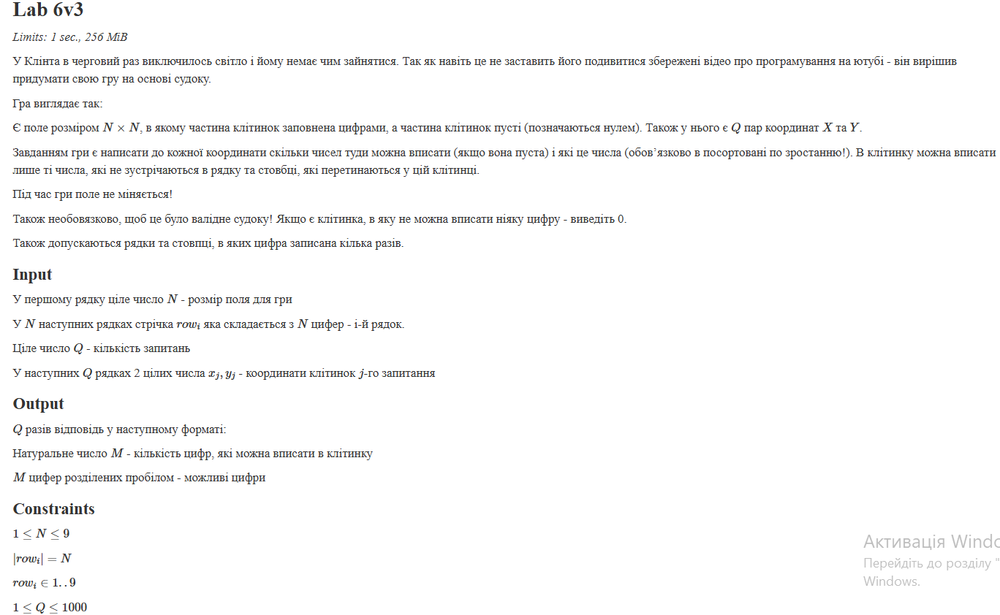 Lab 6v3
Limits: 1 sec., 256 MiB
У Клінта в черговий раз виключилось світло і йому немає чим зайнятися. Так як навіть це не заставить його подивитися збережені відео про програмування на ютубі - він вирішив
придумати свою гру на основі судоку.
Гра виглядає так:
Є поле розміром N × N, в якому частина клітинок заповнена цифрами, а частина клітинок пусті (позначаються нулем). Також у нього є Q пар координат X та Y.
Завданням гри є написати до кожної координати скільки чисел туди можна вписати (якщо вона пуста) і які це числа (обов’язково в посортовані по зростанню!). В клітинку можна вписати
лише ті числа, які не зустрічаються в рядку та стовбці, які перетинаються у цій клітинці.
Під час гри поле не міняється!
Також необовязково, щоб це було валідне судоку! Якщо є клітинка, в яку не можна вписати ніяку цифру - виведіть 0.
Також допускаються рядки та стовпці, в яких цифра записана кілька разів.
Input
У першому рядку ціле число N - розмір поля для гри
У N наступних рядках стрічка row_i яка складається з N цифер - і-й рядок.
Ціле число Q - кількість запитань
У наступних Q рядках 2 цілих числа x_j, y_j - координати клітинок j-го запитання
Output
Q разів відповідь у наступному форматі:
Натуральне число M - кількість цифр, які можна вписати в клітинку
M цифер розділених пробілом - можливі цифри
Constraints
1 ≤ N ≤ 9
|row_i| = N
row_i ∈ 1..9
1 ≤ Q ≤ 1000
Активація Windo
Перейдіть до розділу "
Windows.